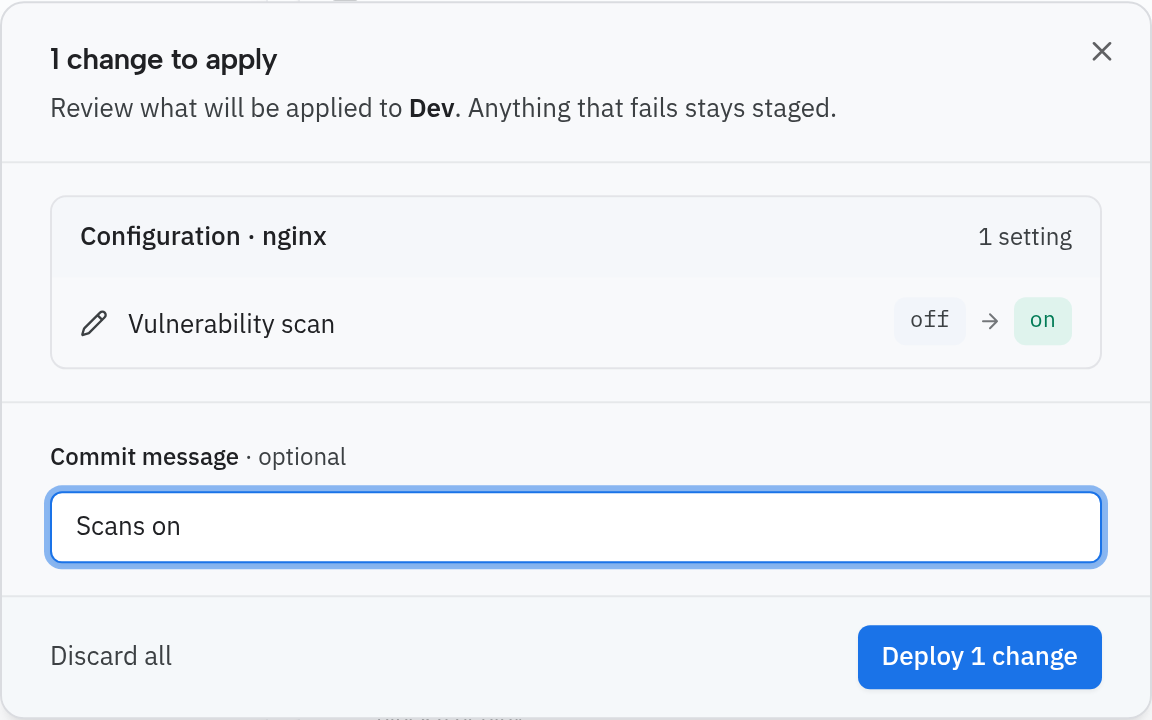 1 change to apply
Review what will be applied to Dev. Anything that fails stays staged.
Configuration · nginx
1 setting
Vulnerability scan
off → on
Commit message · optional
Scans on
Discard all
Deploy 1 change